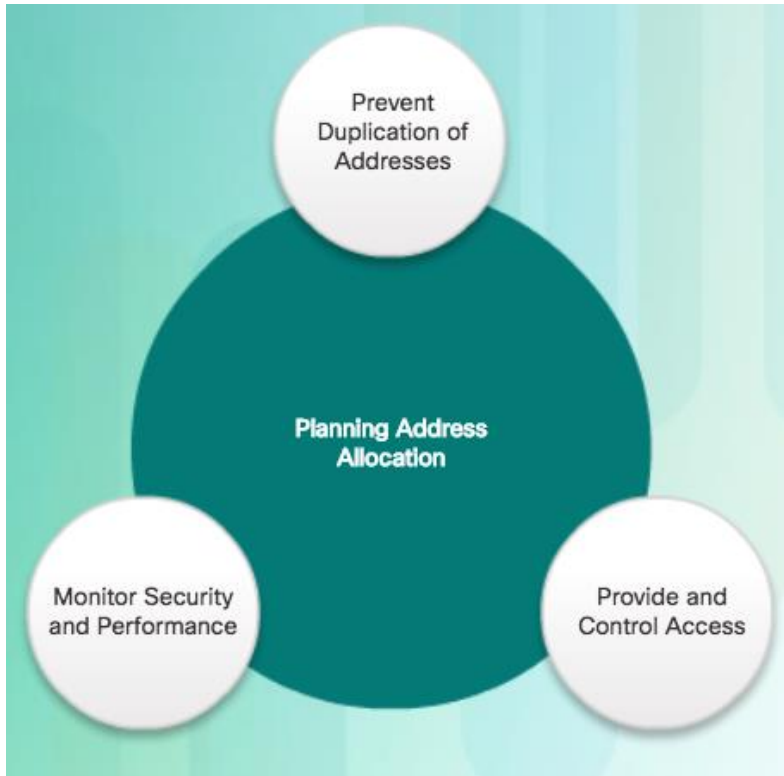 Prevent
Duplication of
Addresses
Planning Address
Allocation
Monitor Security
and Performance
Provide and
Control Access